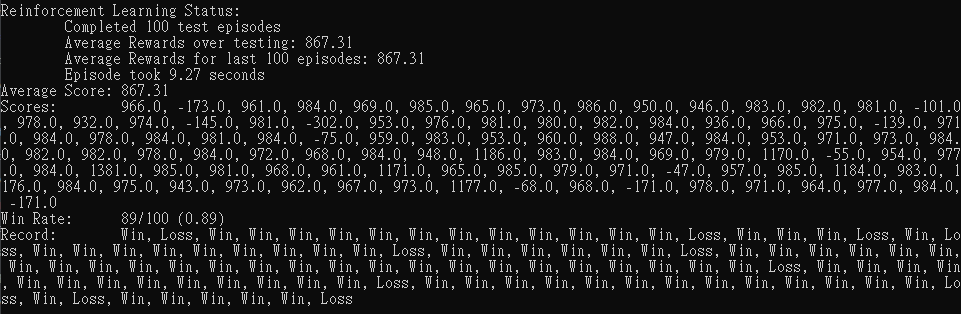 Reinforcement Learning Status:
Completed 100 test episodes
Average Rewards over testing: 867.31
Average Rewards for last 100 episodes: 867.31
Episode took 9.27 seconds
Average Score: 867.31
Scores: 966.0, -173.0, 961.0, 984.0, 969.0, 985.0, 965.0, 973.0, 986.0, 950.0, 946.0, 983.0, 982.0, 981.0, -101.0
, 978.0, 932.0, 974.0, -145.0, 981.0, -302.0, 953.0, 976.0, 981.0, 980.0, 982.0, 984.0, 936.0, 966.0, 975.0, -139.0, 971
.0, 984.0, 978.0, 984.0, 981.0, 984.0, -75.0, 959.0, 983.0, 953.0, 960.0, 988.0, 947.0, 984.0, 953.0, 971.0, 973.0, 984.
0, 982.0, 982.0, 978.0, 984.0, 972.0, 968.0, 984.0, 948.0, 1186.0, 983.0, 984.0, 969.0, 979.0, 1170.0, -55.0, 954.0, 977
.0, 984.0, 1381.0, 985.0, 981.0, 968.0, 961.0, 1171.0, 965.0, 985.0, 979.0, 971.0, -47.0, 957.0, 985.0, 1184.0, 983.0, 1
176.0, 984.0, 975.0, 943.0, 973.0, 962.0, 967.0, 973.0, 1177.0, -68.0, 968.0, -171.0, 978.0, 971.0, 964.0, 977.0, 984.0,
-171.0
Win Rate: 89/100 (0.89)
Record: Win, Loss, Win, Win, Win, Win, Win, Win, Win, Win, Win, Win, Win, Win, Loss, Win, Win, Win, Loss, Win, Lo
ss, Win, Win, Win, Win, Win, Win, Win, Win, Win, Loss, Win, Win, Win, Win, Win, Win, Loss, Win, Win, Win, Win, Win, Win,
Win, Win, Win, Win, Win, Win, Win, Win, Win, Win, Win, Win, Win, Win, Win, Win, Win, Win, Win, Loss, Win, Win, Win, Win
, Win, Win, Win, Win, Win, Win, Win, Win, Win, Loss, Win, Win, Win, Win, Win, Win, Win, Win, Win, Win, Win, Win, Win, Lo
ss, Win, Loss, Win, Win, Win, Win, Win, Loss